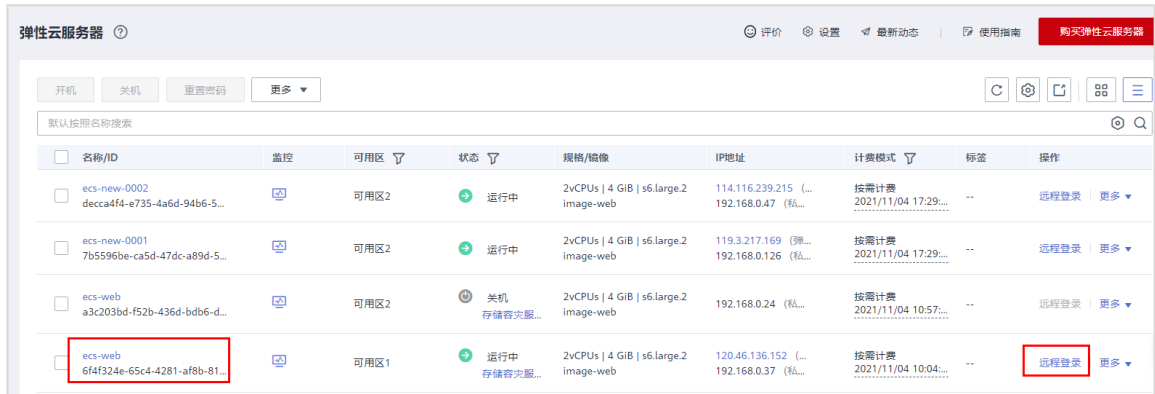 弹性云服务器
评价 设置 最新动态 使用指南 购买弹性云服务器
开机 关机 重置密码 更多
默认按照名称搜索
名称/ID 监控 可用区 状态 规格/镜像 IP地址 计费模式 标签 操作
ecs-new-0002 2vCPUs | 4 GiB | s6.large.2 114.116.239.215 (... 按需计费
decca4f4-e735-4a6d-94b6-5... 可用区2 运行中 image-web 192.168.0.47 (私... 2021/11/04 17:29:... -- 远程登录 更多
ecs-new-0001 2vCPUs | 4 GiB | s6.large.2 119.3.217.169 (弹... 按需计费
7b5596be-ca5d-47dc-a89d-5... 可用区2 运行中 image-web 192.168.0.126 (私... 2021/11/04 17:29:... -- 远程登录 更多
ecs-web 关机 2vCPUs | 4 GiB | s6.large.2 按需计费
a3c203bd-f52b-436d-bdb6-d... 可用区2 存储容灾服... image-web 192.168.0.24 (私... 2021/11/04 10:57:... -- 远程登录 更多
ecs-web 运行中 2vCPUs | 4 GiB | s6.large.2 120.46.136.152 (... 按需计费
6f4f324e-65c4-4281-af8b-81... 可用区1 存储容灾服... image-web 192.168.0.37 (私... 2021/11/04 10:04:... -- 远程登录 更多